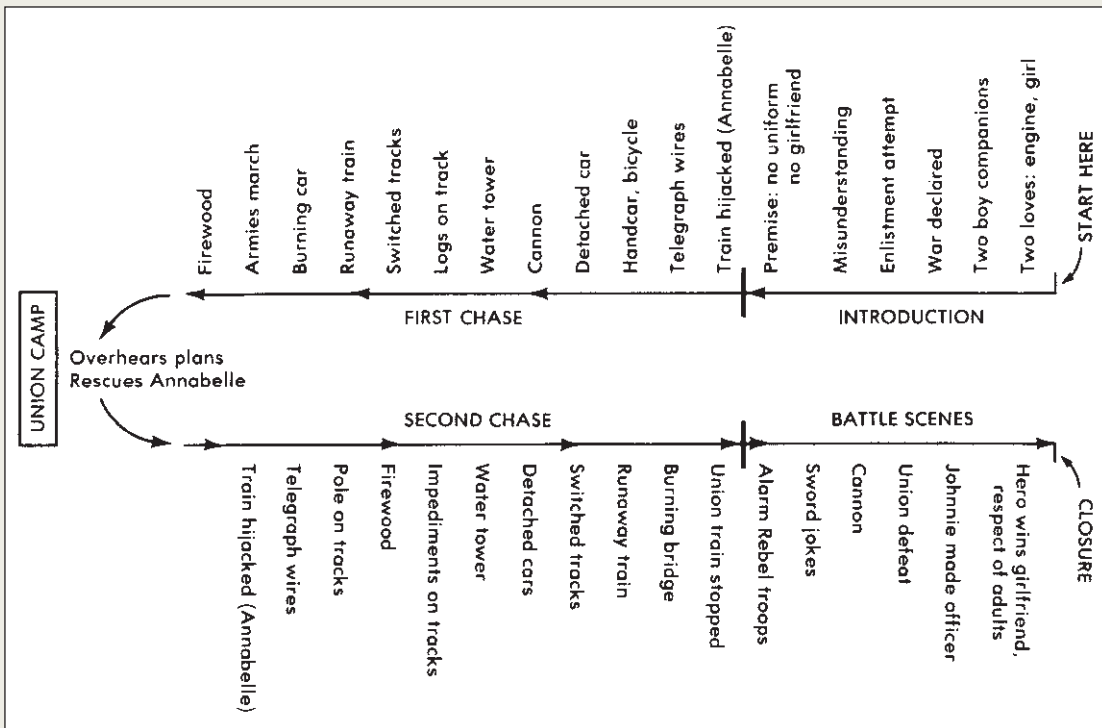 START HERE
Two loves: engine, girl
Two boy companions
War declared
Enlistment attempt
Misunderstanding
Premise: no uniform
no girlfriend
INTRODUCTION
Train hijacked (Annabelle)
Telegraph wires
Handcar, bicycle
Detached car
Cannon
Water tower
Logs on track
Switched tracks
Runaway train
Burning car
Armies march
Firewood
FIRST CHASE
UNION CAMP
Overhears plans
Rescues Annabelle
SECOND CHASE
Train hijacked (Annabelle)
Telegraph wires
Pole on tracks
Firewood
Impediments on tracks
Water tower
Detached cars
Switched tracks
Runaway train
Burning bridge
Union train stopped
BATTLE SCENES
Alarm Rebel troops
Sword jokes
Cannon
Union defeat
Johnnie made officer
Hero wins girlfriend,
respect of adults
CLOSURE